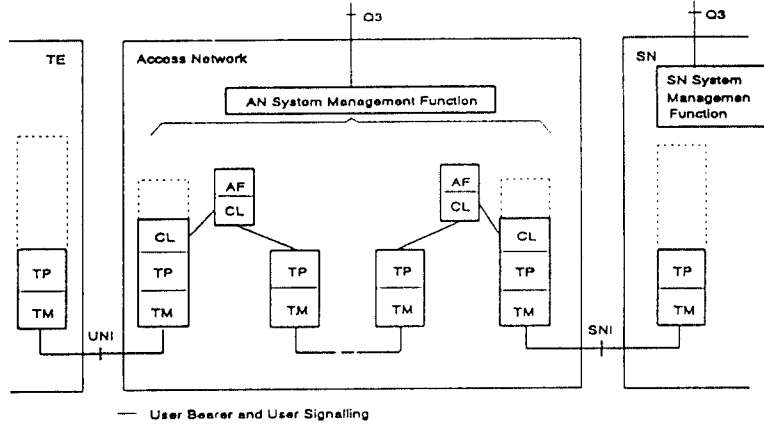 Q3
Q3
TE
Access Network
SN
AN System Management Function
SN System
Managemen
Function
AF
CL
AF
CL
CL
TP
TM
CL
TP
TM
TP
TM
TP
TM
TP
TM
TP
TM
UNI
SNI
User Bearer and User Signalling